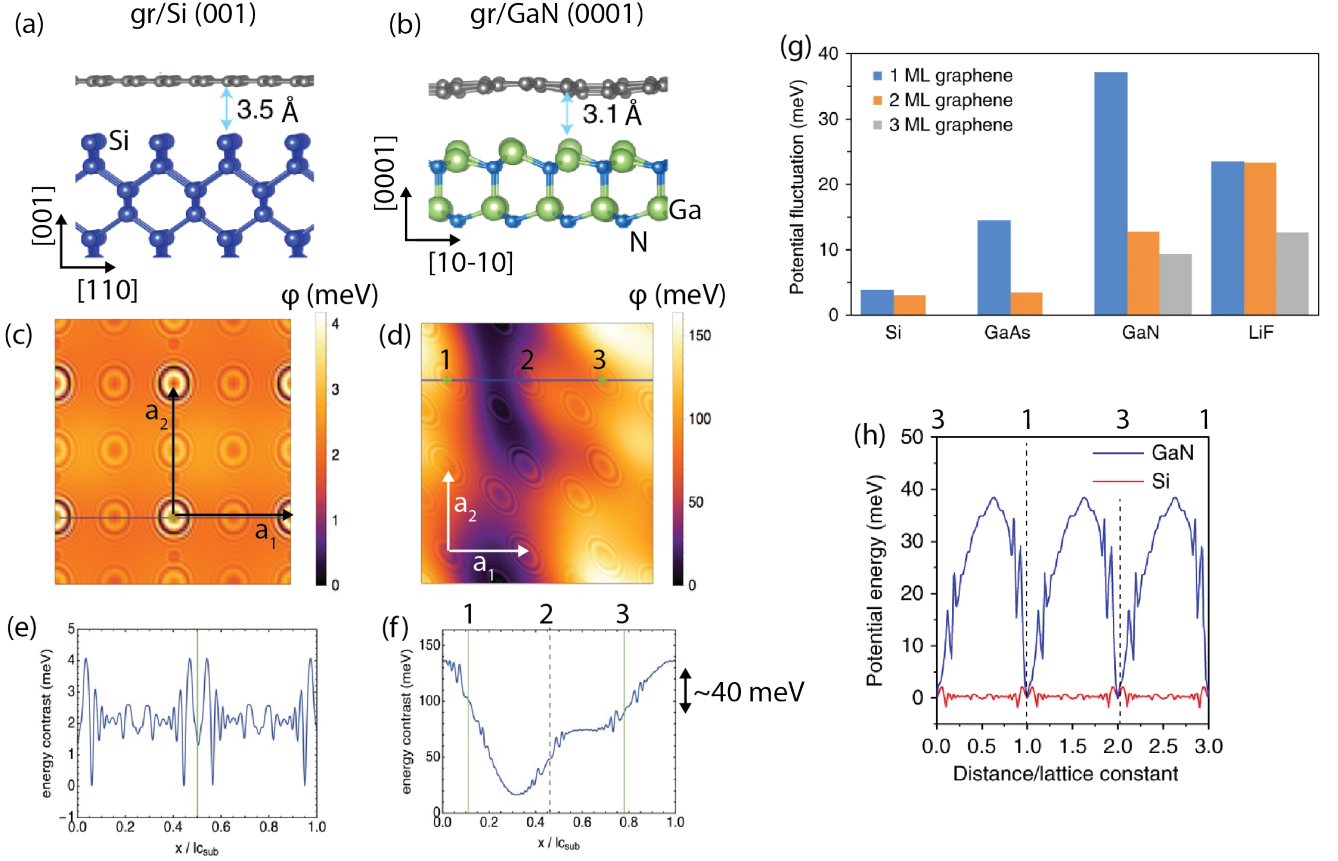 gr/Si (001)
gr/GaN (0001)
(a)
(b)
3.5 Å
3.1 Å
Si
Ga
N
[001]
[110]
[0001]
[10-10]
(c)
φ (meV)
4
3
2
1
0
a2
a1
(d)
φ (meV)
150
100
50
0
1
2
3
a2
a1
(e)
energy contrast (meV)
5
4
3
2
1
0
-1
0.0 0.2 0.4 0.6 0.8 1.0
x / lcsub
(f)
1 2 3
energy contrast (meV)
150
100
50
0
0.0 0.2 0.4 0.6 0.8 1.0
x / lcsub
~40 meV
(g)
Potential fluctuation (meV)
40
30
20
10
0
1 ML graphene
2 ML graphene
3 ML graphene
Si GaAs GaN LiF
(h)
3 1 3 1
Potential energy (meV)
50
40
30
20
10
0
GaN
Si
0.0 0.5 1.0 1.5 2.0 2.5 3.0
Distance/lattice constant